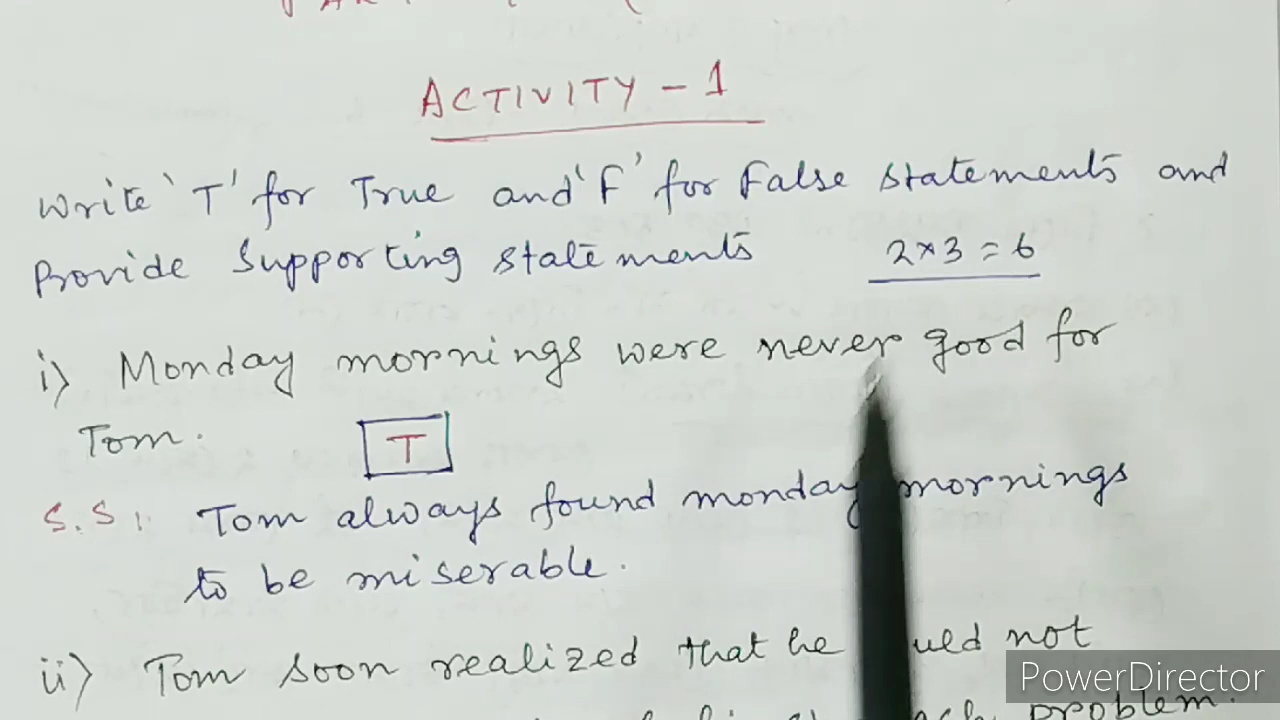 ACTIVITY - 1
Write 'T' for True and 'F' for False statements and
Provide Supporting statements 2×3=6
i) Monday mornings were never good for
Tom.
T
S.S: Tom always found monday mornings
to be miserable.
ii) Tom soon realized that he not
problem.
PowerDirector